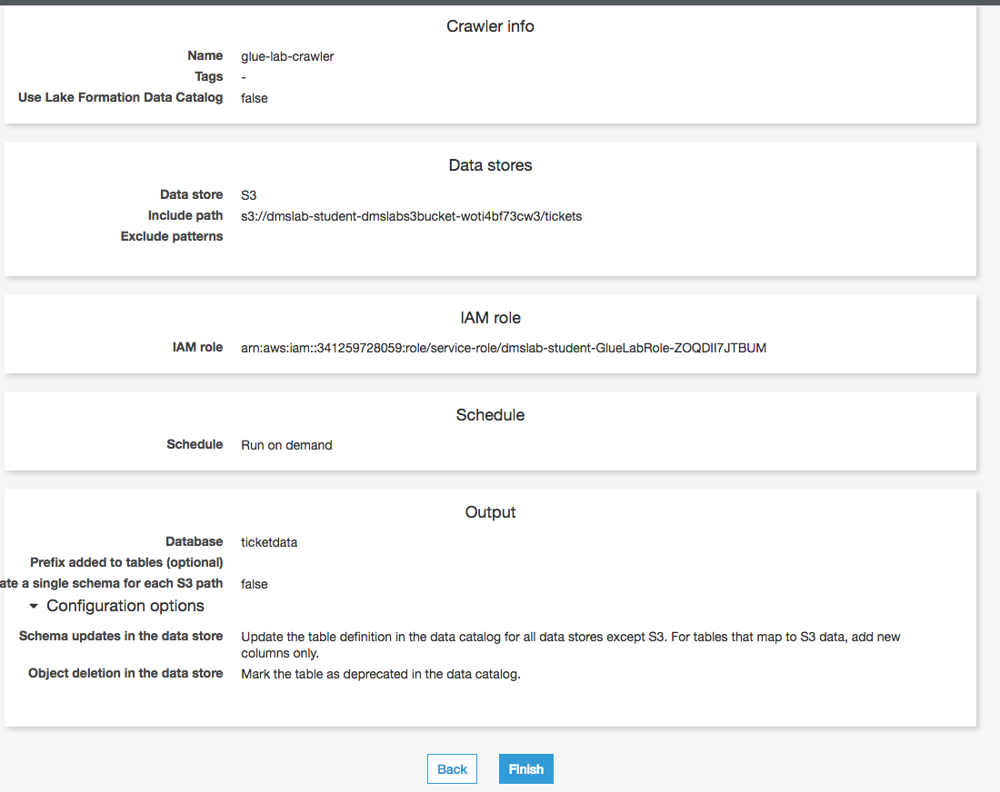 Crawler info
Name glue-lab-crawler
Tags -
Use Lake Formation Data Catalog false
Data stores
Data store S3
Include path s3://dmslab-student-dmslabs3bucket-woti4bf73cw3/tickets
Exclude patterns
IAM role
IAM role arn:aws:iam::341259728059:role/service-role/dmslab-student-GlueLabRole-ZOQDII7JTBUM
Schedule
Schedule Run on demand
Output
Database ticketdata
Prefix added to tables (optional)
ate a single schema for each S3 path false
Configuration options
Schema updates in the data store Update the table definition in the data catalog for all data stores except S3. For tables that map to S3 data, add new
columns only.
Object deletion in the data store Mark the table as deprecated in the data catalog.
Back Finish